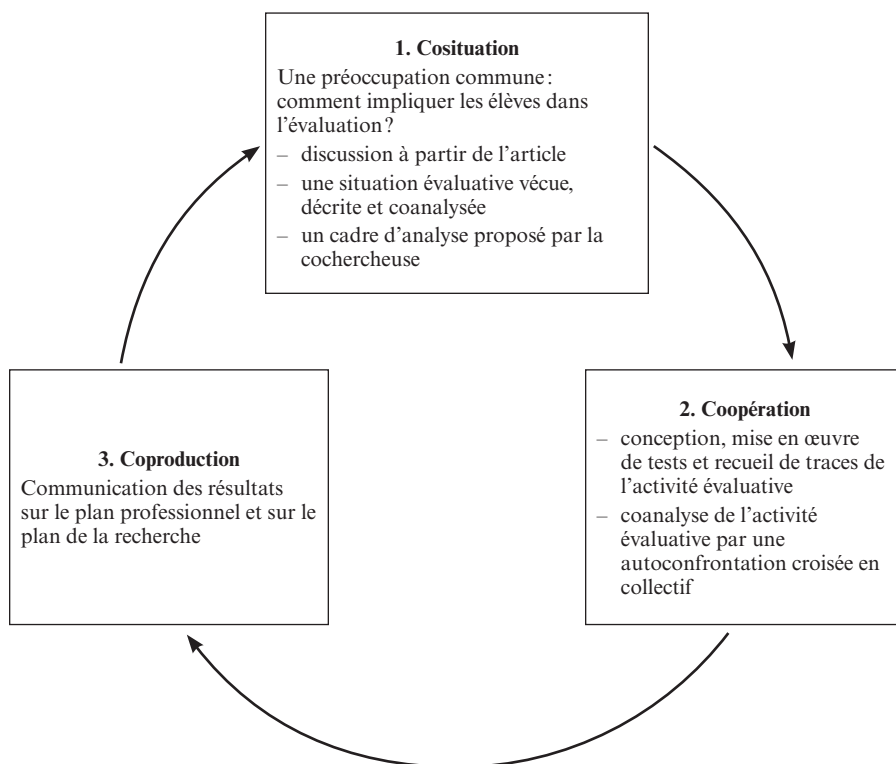 1. Cosituation
Une préoccupation commune :
comment impliquer les élèves dans
l'évaluation ?
– discussion à partir de l'article
– une situation évaluative vécue,
décrite et coanalysée
– un cadre d'analyse proposé par la
cochercheuse
2. Coopération
– conception, mise en œuvre
de tests et recueil de traces de
l'activité évaluative
– coanalyse de l'activité
évaluative par une
autoconfrontation croisée en
collectif
3. Coproduction
Communication des résultats
sur le plan professionnel et sur le
plan de la recherche